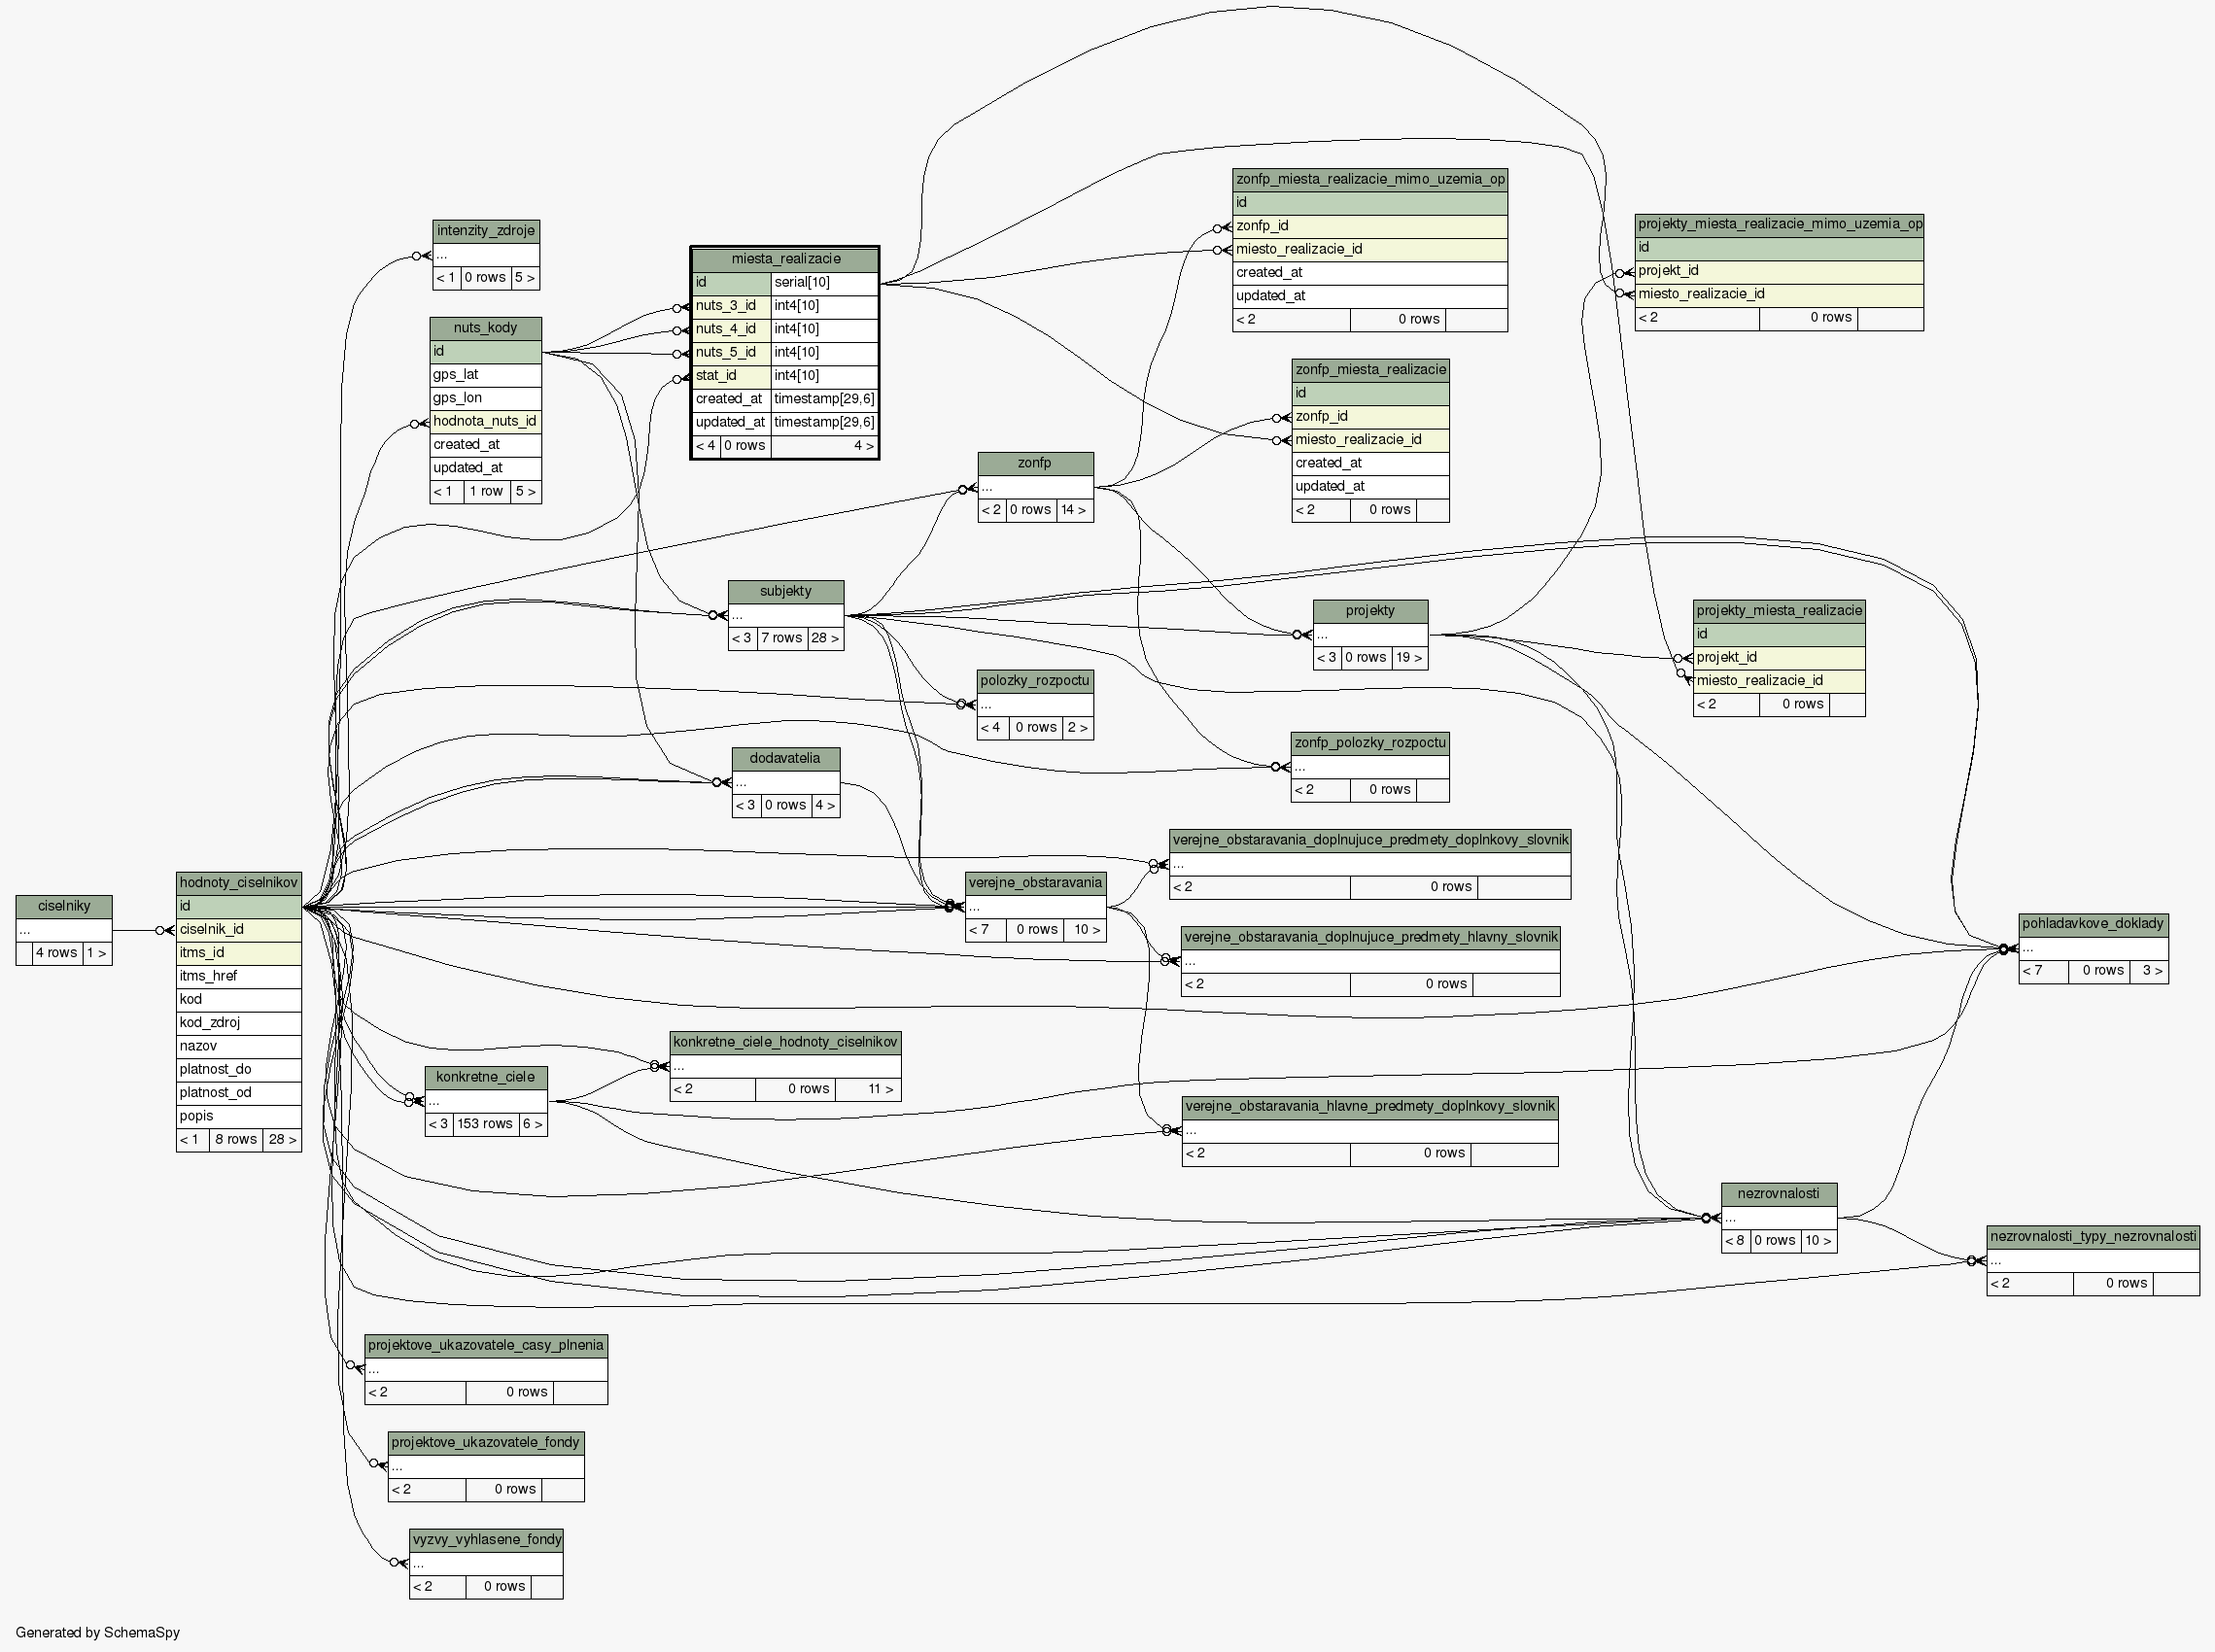 zonfp_miesta_realizacie_mimo_uzemia_op
id
zonfp_id
miesto_realizacie_id
created_at
updated_at
< 2 0 rows
projekty_miesta_realizacie_mimo_uzemia_op
id
projekt_id
miesto_realizacie_id
< 2 0 rows
intenzity_zdroje
...
< 1 0 rows 5 >
miesta_realizacie
id serial[10]
nuts_3_id int4[10]
nuts_4_id int4[10]
nuts_5_id int4[10]
stat_id int4[10]
created_at timestamp[29,6]
updated_at timestamp[29,6]
< 4 0 rows 4 >
nuts_kody
id
gps_lat
gps_lon
hodnota_nuts_id
created_at
updated_at
< 1 1 row 5 >
zonfp_miesta_realizacie
id
zonfp_id
miesto_realizacie_id
created_at
updated_at
< 2 0 rows
zonfp
...
< 2 0 rows 14 >
subjekty
...
< 3 7 rows 28 >
projekty
...
< 3 0 rows 19 >
projekty_miesta_realizacie
id
projekt_id
miesto_realizacie_id
< 2 0 rows
polozky_rozpoctu
...
< 4 0 rows 2 >
zonfp_polozky_rozpoctu
...
< 2 0 rows
dodavatelia
...
< 3 0 rows 4 >
verejne_obstaravania_doplnujuce_predmety_doplnkovy_slovnik
...
< 2 0 rows
ciselniky
...
4 rows 1 >
hodnoty_ciselnikov
id
ciselnik_id
itms_id
itms_href
kod
kod_zdroj
nazov
platnost_do
platnost_od
popis
< 1 8 rows 28 >
verejne_obstaravania
...
< 7 0 rows 10 >
verejne_obstaravania_doplnujuce_predmety_hlavny_slovnik
...
< 2 0 rows
pohladavkove_doklady
...
< 7 0 rows 3 >
konkretne_ciele_hodnoty_ciselnikov
...
< 2 0 rows 11 >
konkretne_ciele
...
< 3 153 rows 6 >
verejne_obstaravania_hlavne_predmety_doplnkovy_slovnik
...
< 2 0 rows
nezrovnalosti
...
< 8 0 rows 10 >
nezrovnalosti_typy_nezrovnalosti
...
< 2 0 rows
projektove_ukazovatele_casy_plnenia
...
< 2 0 rows
projektove_ukazovatele_fondy
...
< 2 0 rows
vyzvy_vyhlasene_fondy
...
< 2 0 rows
Generated by SchemaSpy